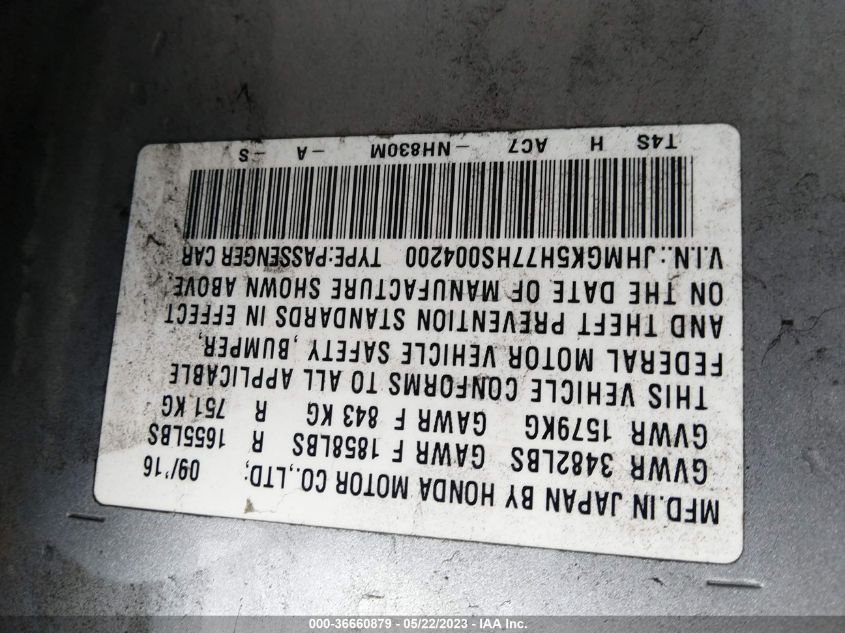 MFD.IN JAPAN BY HONDA MOTOR CO.,LTD; 09/'16
GVWR 3482LBS GAWR F 1858LBS R 1655LBS
GVWR 1579KG GAWR F 843 KG R 751 KG
THIS VEHICLE CONFORMS TO ALL APPLICABLE
FEDERAL MOTOR VEHICLE SAFETY, BUMPER,
AND THEFT PREVENTION STANDARDS IN EFFECT
ON THE DATE OF MANUFACTURE SHOWN ABOVE.
V.I.N.: JHMGK5H77HS004200 TYPE:PASSENGER CAR
T4S H AC7 -NH830M -A -S
000-36660879 - 05/22/2023 - IAA Inc.